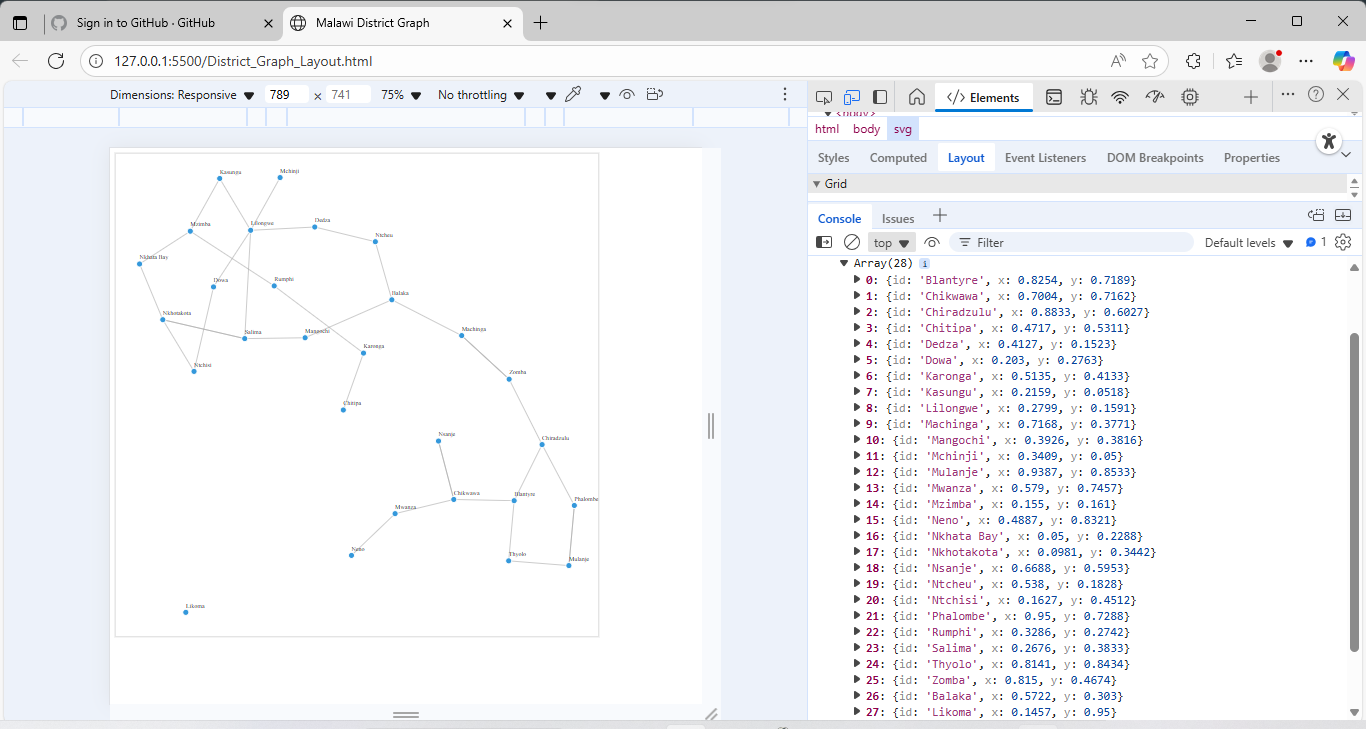 Sign in to GitHub · GitHub
Malawi District Graph
127.0.0.1:5500/District_Graph_Layout.html
Dimensions: Responsive 789 × 741 75% No throttling
Elements
<body>
html body svg
Styles Computed Layout Event Listeners DOM Breakpoints Properties
Grid
Console Issues
top Filter Default levels 1
Array(28)
0: {id: 'Blantyre', x: 0.8254, y: 0.7189}
1: {id: 'Chikwawa', x: 0.7004, y: 0.7162}
2: {id: 'Chiradzulu', x: 0.8833, y: 0.6027}
3: {id: 'Chitipa', x: 0.4717, y: 0.5311}
4: {id: 'Dedza', x: 0.4127, y: 0.1523}
5: {id: 'Dowa', x: 0.203, y: 0.2763}
6: {id: 'Karonga', x: 0.5135, y: 0.4133}
7: {id: 'Kasungu', x: 0.2159, y: 0.0518}
8: {id: 'Lilongwe', x: 0.2799, y: 0.1591}
9: {id: 'Machinga', x: 0.7168, y: 0.3771}
10: {id: 'Mangochi', x: 0.3926, y: 0.3816}
11: {id: 'Mchinji', x: 0.3409, y: 0.05}
12: {id: 'Mulanje', x: 0.9387, y: 0.8533}
13: {id: 'Mwanza', x: 0.579, y: 0.7457}
14: {id: 'Mzimba', x: 0.155, y: 0.161}
15: {id: 'Neno', x: 0.4887, y: 0.8321}
16: {id: 'Nkhata Bay', x: 0.05, y: 0.2288}
17: {id: 'Nkhotakota', x: 0.0981, y: 0.3442}
18: {id: 'Nsanje', x: 0.6688, y: 0.5953}
19: {id: 'Ntcheu', x: 0.538, y: 0.1828}
20: {id: 'Ntchisi', x: 0.1627, y: 0.4512}
21: {id: 'Phalombe', x: 0.95, y: 0.7288}
22: {id: 'Rumphi', x: 0.3286, y: 0.2742}
23: {id: 'Salima', x: 0.2676, y: 0.3833}
24: {id: 'Thyolo', x: 0.8141, y: 0.8434}
25: {id: 'Zomba', x: 0.815, y: 0.4674}
26: {id: 'Balaka', x: 0.5722, y: 0.303}
27: {id: 'Likoma', x: 0.1457, y: 0.95}
Kasungu
Mchinji
Mzimba
Lilongwe
Dedza
Ntcheu
Nkhata Bay
Dowa
Rumphi
Balaka
Nkhotakota
Salima
Mangochi
Machinga
Karonga
Ntchisi
Zomba
Chitipa
Nsanje
Chiradzulu
Chikwawa
Blantyre
Phalombe
Mwanza
Neno
Thyolo
Mulanje
Likoma